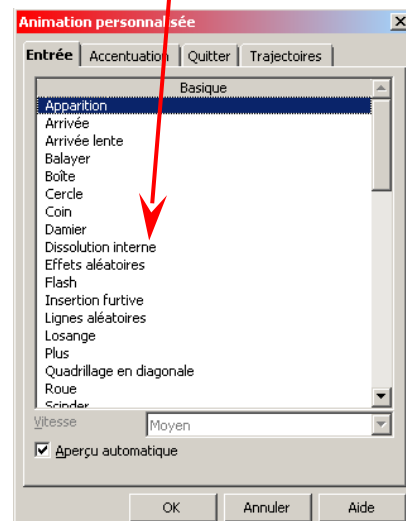 Animation personnalisée
Entrée Accentuation Quitter Trajectoires
Basique
Apparition
Arrivée
Arrivée lente
Balayer
Boîte
Cercle
Coin
Damier
Dissolution interne
Effets aléatoires
Flash
Insertion furtive
Lignes aléatoires
Losange
Plus
Quadrillage en diagonale
Roue
Scinder
Vitesse Moyen
Aperçu automatique
OK Annuler Aide